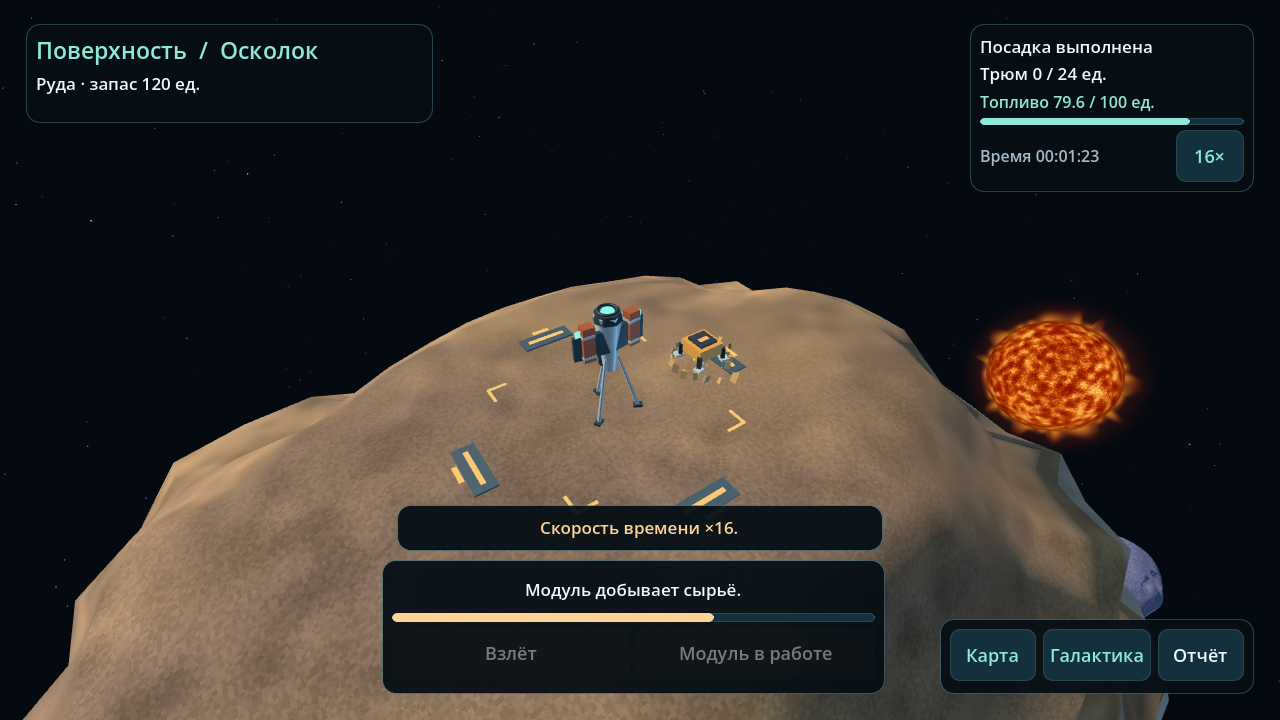 Поверхность / Осколок
Руда · запас 120 ед.
Посадка выполнена
Трюм 0 / 24 ед.
Топливо 79.6 / 100 ед.
Время 00:01:23
16×
Скорость времени ×16.
Модуль добывает сырьё.
Взлёт
Модуль в работе
Карта
Галактика
Отчёт